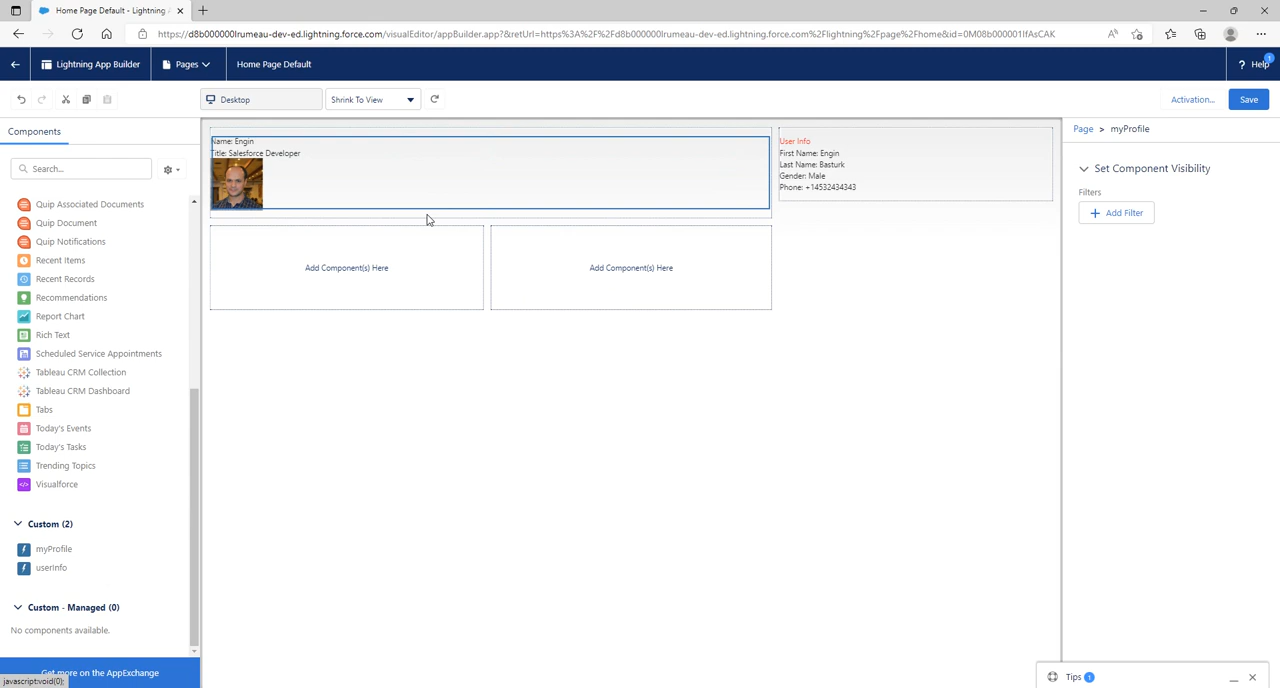 Home Page Default - Lightning A
https://d8b000000lrumeau-dev-ed.lightning.force.com/visualEditor/appBuilder.app?&retUrl=https%3A%2F%2Fd8b000000lrumeau-dev-ed.lightning.force.com%2Flightning%2Fpage%2Fhome&id=0M08b000001IfAsCAK
Lightning App Builder
Pages
Home Page Default
? Help
1
Desktop
Shrink To View
Activation...
Save
Components
Page > myProfile
Search...
Name: Engin
Title: Salesforce Developer
User Info
First Name: Engin
Last Name: Basturk
Gender: Male
Phone: +14532434343
Set Component Visibility
Filters
+ Add Filter
Quip Associated Documents
Quip Document
Quip Notifications
Recent Items
Recent Records
Recommendations
Report Chart
Rich Text
Scheduled Service Appointments
Tableau CRM Collection
Tableau CRM Dashboard
Tabs
Today's Events
Today's Tasks
Trending Topics
Visualforce
Add Component(s) Here
Add Component(s) Here
Custom (2)
myProfile
userInfo
Custom - Managed (0)
No components available.
Get more on the AppExchange
javascript:void(0);
Tips 1